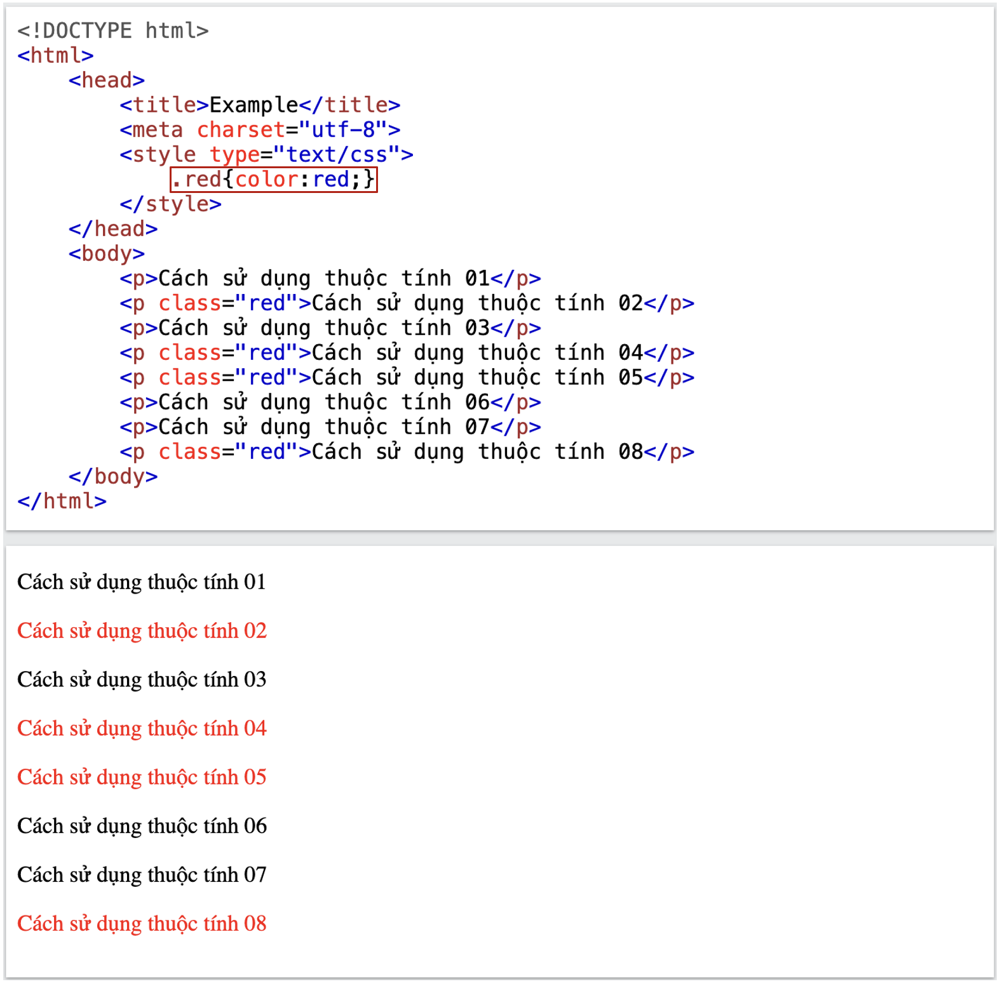 <!DOCTYPE html>
<html>
<head>
<title>Example</title>
<meta charset="utf-8">
<style type="text/css">
.red{color:red;}
</style>
</head>
<body>
<p>Cách sử dụng thuộc tính 01</p>
<p class="red">Cách sử dụng thuộc tính 02</p>
<p>Cách sử dụng thuộc tính 03</p>
<p class="red">Cách sử dụng thuộc tính 04</p>
<p class="red">Cách sử dụng thuộc tính 05</p>
<p>Cách sử dụng thuộc tính 06</p>
<p>Cách sử dụng thuộc tính 07</p>
<p class="red">Cách sử dụng thuộc tính 08</p>
</body>
</html>
Cách sử dụng thuộc tính 01
Cách sử dụng thuộc tính 02
Cách sử dụng thuộc tính 03
Cách sử dụng thuộc tính 04
Cách sử dụng thuộc tính 05
Cách sử dụng thuộc tính 06
Cách sử dụng thuộc tính 07
Cách sử dụng thuộc tính 08